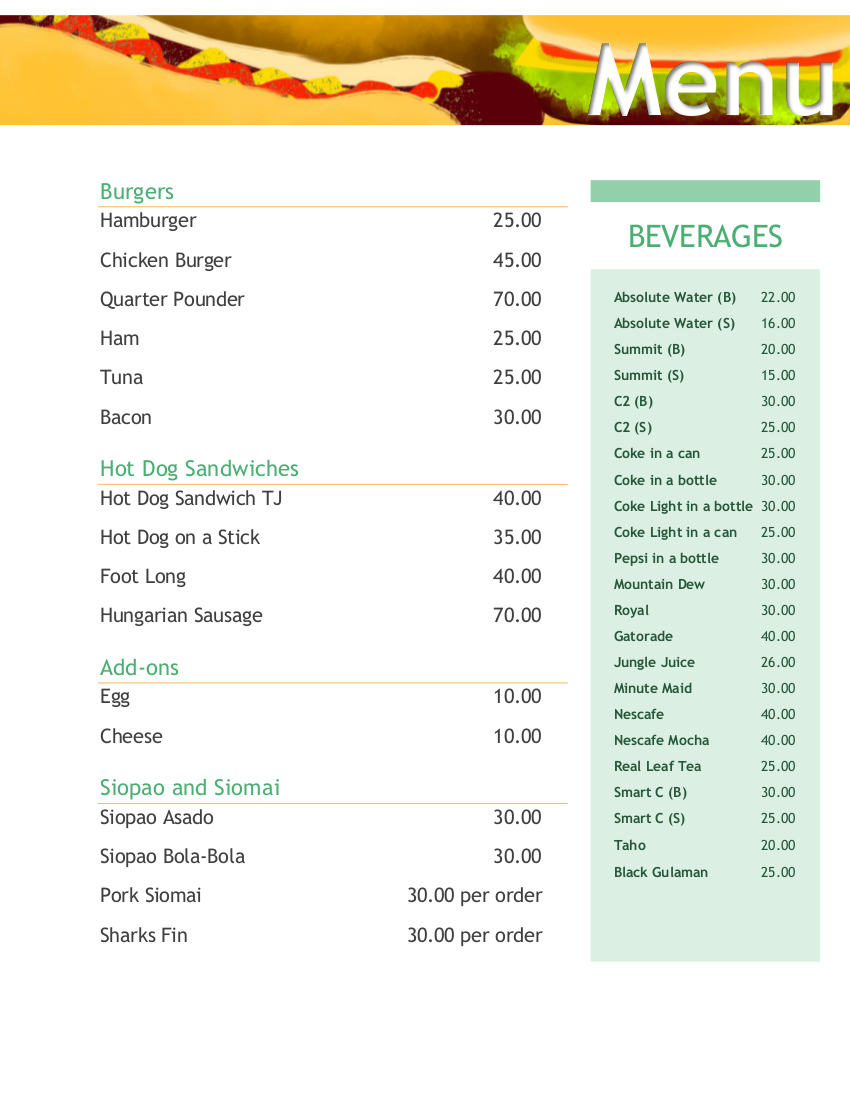 Menu
Burgers
Hamburger 25.00
Chicken Burger 45.00
Quarter Pounder 70.00
Ham 25.00
Tuna 25.00
Bacon 30.00
Hot Dog Sandwiches
Hot Dog Sandwich TJ 40.00
Hot Dog on a Stick 35.00
Foot Long 40.00
Hungarian Sausage 70.00
Add-ons
Egg 10.00
Cheese 10.00
Siopao and Siomai
Siopao Asado 30.00
Siopao Bola-Bola 30.00
Pork Siomai 30.00 per order
Sharks Fin 30.00 per order
BEVERAGES
Absolute Water (B) 22.00
Absolute Water (S) 16.00
Summit (B) 20.00
Summit (S) 15.00
C2 (B) 30.00
C2 (S) 25.00
Coke in a can 25.00
Coke in a bottle 30.00
Coke Light in a bottle 30.00
Coke Light in a can 25.00
Pepsi in a bottle 30.00
Mountain Dew 30.00
Royal 30.00
Gatorade 40.00
Jungle Juice 26.00
Minute Maid 30.00
Nescafe 40.00
Nescafe Mocha 40.00
Real Leaf Tea 25.00
Smart C (B) 30.00
Smart C (S) 25.00
Taho 20.00
Black Gulaman 25.00